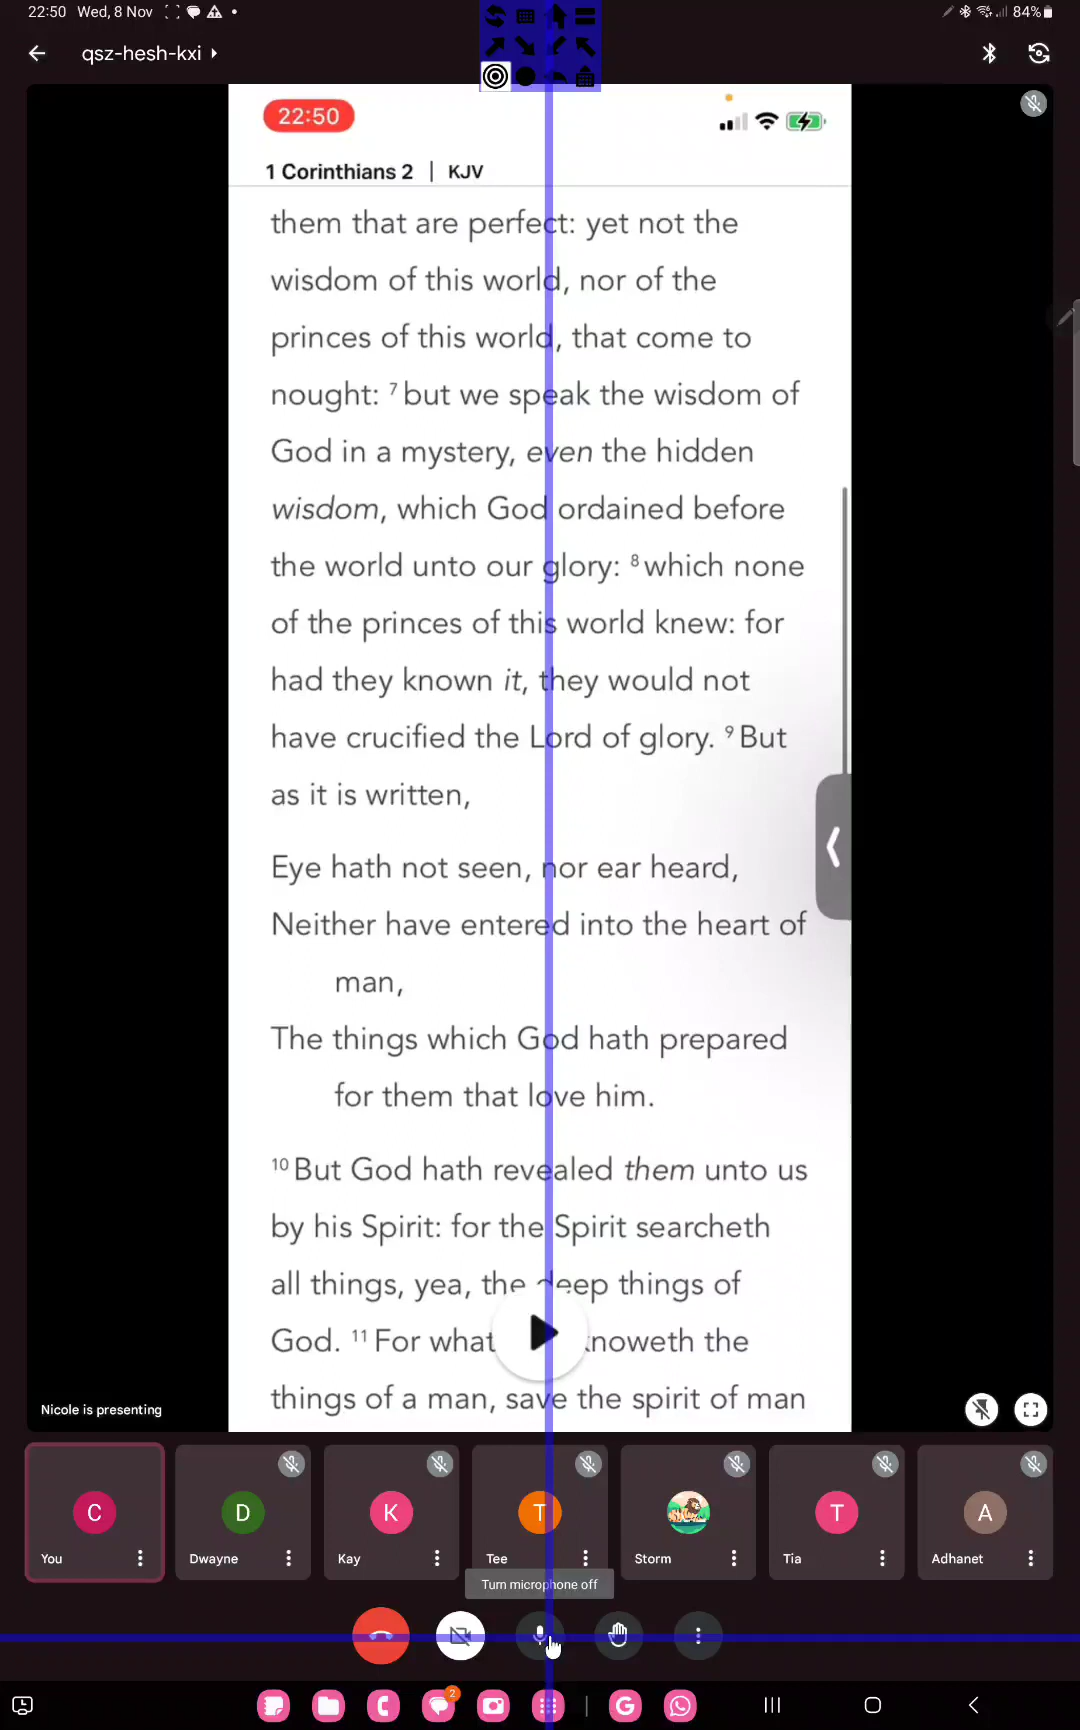 22:50 Wed, 8 Nov
84%
qsz-hesh-kxi
22:50
1 Corinthians 2 | KJV
them that are perfect: yet not the
wisdom of this world, nor of the
princes of this world, that come to
nought: 7 but we speak the wisdom of
God in a mystery, even the hidden
wisdom, which God ordained before
the world unto our glory: 8 which none
of the princes of this world knew: for
had they known it, they would not
have crucified the Lord of glory. 9 But
as it is written,
Eye hath not seen, nor ear heard,
Neither have entered into the heart of
man,
The things which God hath prepared
for them that love him.
10 But God hath revealed them unto us
by his Spirit: for the Spirit searcheth
all things, yea, the deep things of
God. 11 For what knoweth the
things of a man, save the spirit of man
Nicole is presenting
C
D
K
T
T
A
You
Dwayne
Kay
Tee
Storm
Tia
Adhanet
Turn microphone off
2
G